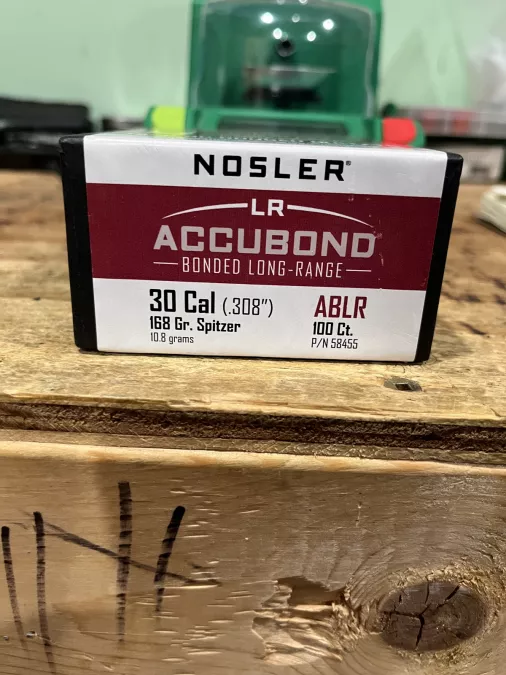 NOSLER®
LR
ACCUBOND
BONDED LONG-RANGE
30 Cal (.308")
ABLR
168 Gr. Spitzer
100 Ct.
10.8 grams
P/N 58455